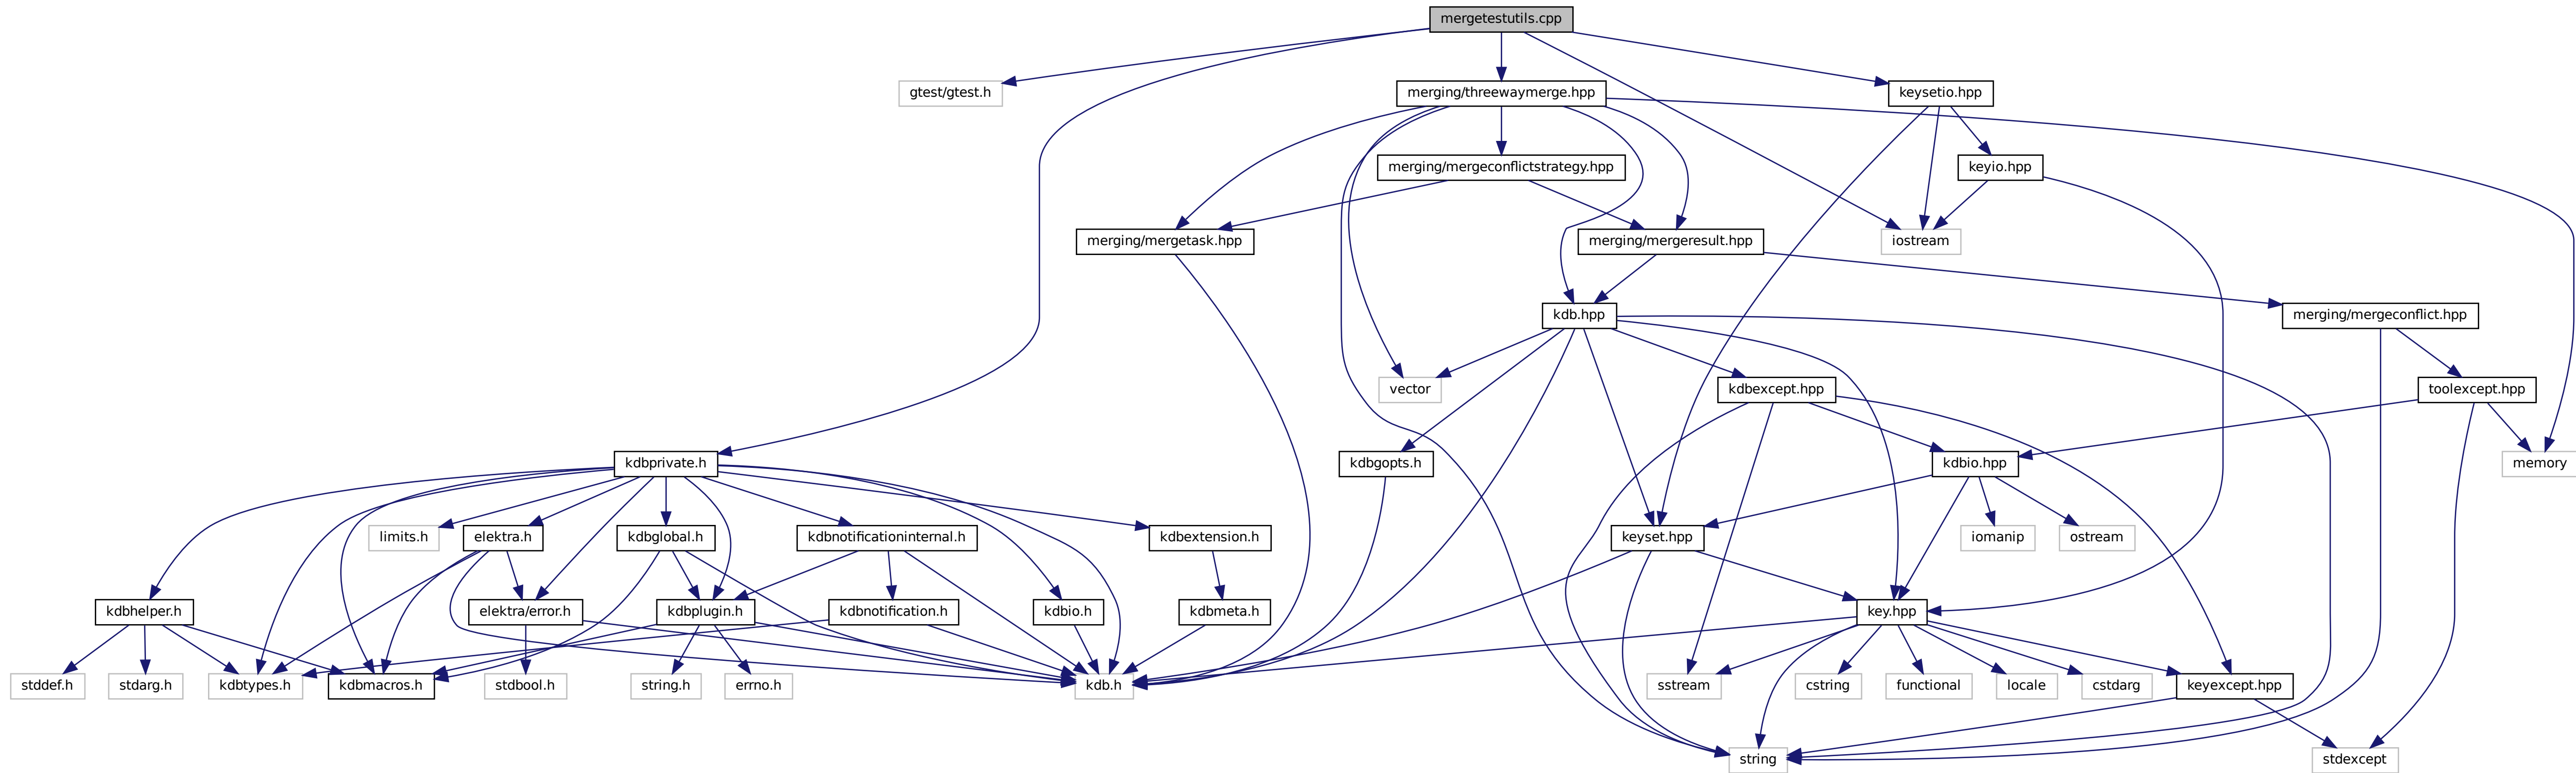 mergetestutils.cpp
gtest/gtest.h
merging/threewaymerge.hpp
keysetio.hpp
merging/mergeconflictstrategy.hpp
keyio.hpp
merging/mergetask.hpp
merging/mergeresult.hpp
iostream
kdb.hpp
merging/mergeconflict.hpp
vector
kdbexcept.hpp
toolexcept.hpp
kdbprivate.h
kdbgopts.h
kdbio.hpp
memory
limits.h
elektra.h
kdbglobal.h
kdbnotificationinternal.h
kdbextension.h
keyset.hpp
iomanip
ostream
kdbhelper.h
elektra/error.h
kdbplugin.h
kdbnotification.h
kdbio.h
kdbmeta.h
key.hpp
stddef.h
stdarg.h
kdbtypes.h
kdbmacros.h
stdbool.h
string.h
errno.h
kdb.h
sstream
cstring
functional
locale
cstdarg
keyexcept.hpp
string
stdexcept